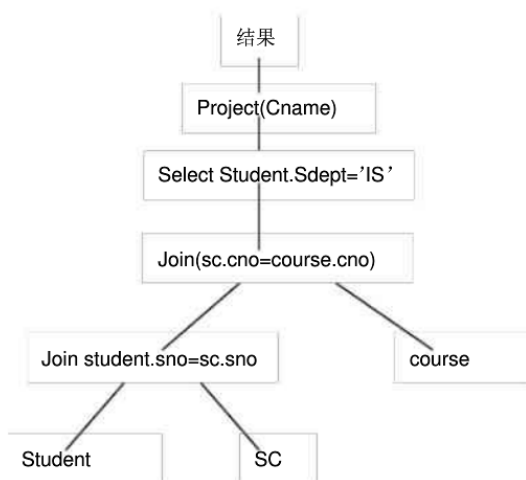 结果
Project(Cname)
Select Student.Sdept='IS’
Join(sc.cno=course.cno)
Join student.sno=sc.sno
course
Student
SC